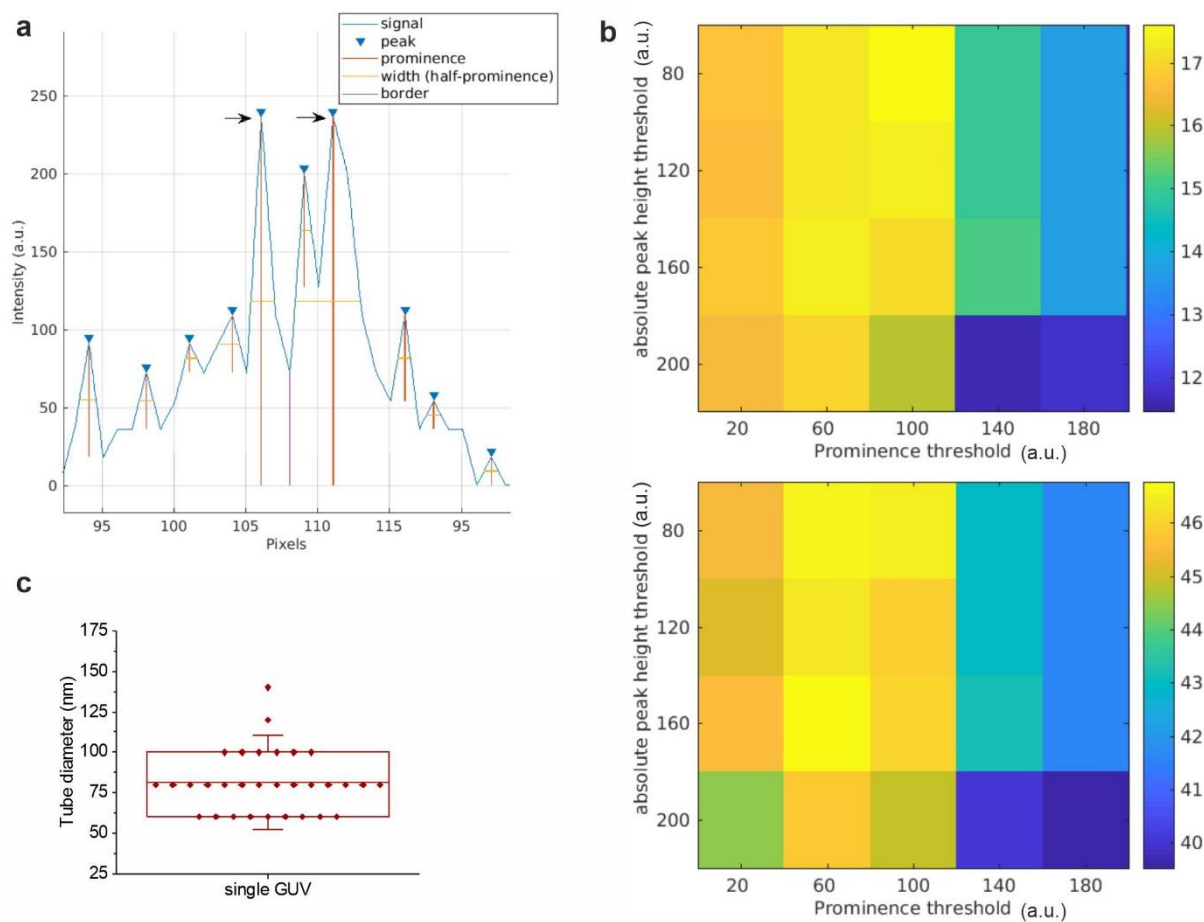 a
signal
peak
prominence
width (half-prominence)
border
250
200
150
100
50
0
Intensity (a.u.)
95 100 105 110 115 95
Pixels
b
80
120
160
200
absolute peak height threshold (a.u.)
20 60 100 140 180
Prominence threshold (a.u.)
17
16
15
14
13
12
80
120
160
200
absolute peak height threshold (a.u.)
20 60 100 140 180
Prominence threshold (a.u.)
46
45
44
43
42
41
40
c
175
150
125
100
75
50
25
Tube diameter (nm)
single GUV